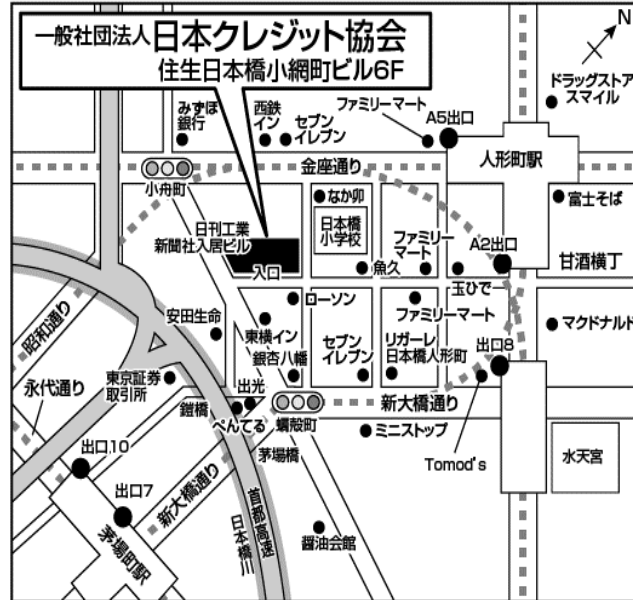 一般社団法人日本クレジット協会
住生日本橋小網町ビル6F
N
ドラッグストア
スマイル
みずほ
銀行
西鉄
イン
セブン
イレブン
ファミリーマート
A5出口
人形町駅
金座通り
小舟町
なか卯
日本橋
小学校
富士そば
日刊工業
新聞社入居ビル
入口
ファミリー
マート
A2出口
甘酒横丁
魚久
玉ひで
ローソン
ファミリーマート
昭和通り
安田生命
東横イン
銀杏八幡
セブン
イレブン
リガーレ
日本橋人形町
出口8
マクドナルド
永代通り
東京証券
取引所
出光
鎧橋
ぺんてる
蠣殻町
新大橋通り
ミニストップ
茅場橋
Tomod's
水天宮
出口10
出口7
新大橋通り
首都高速
日本橋川
茅場町駅
醤油会館